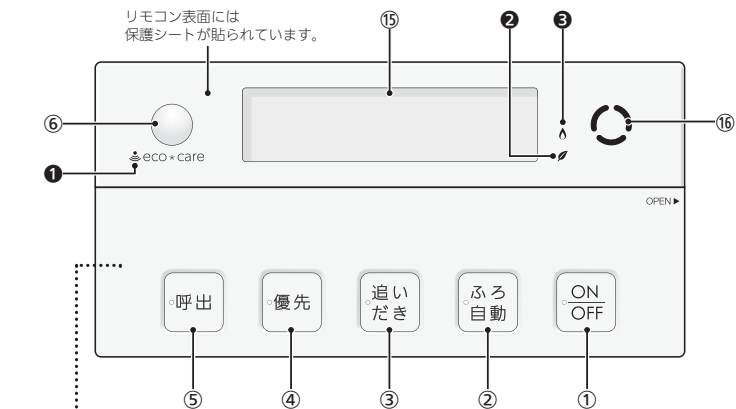 リモコン表面には
保護シートが貼られています。
⑮
❷
❸
⑥
⑯
❶
eco*care
OPEN▶
呼出
優先
追い
だき
ふろ
自動
ON
OFF
⑤
④
③
②
①